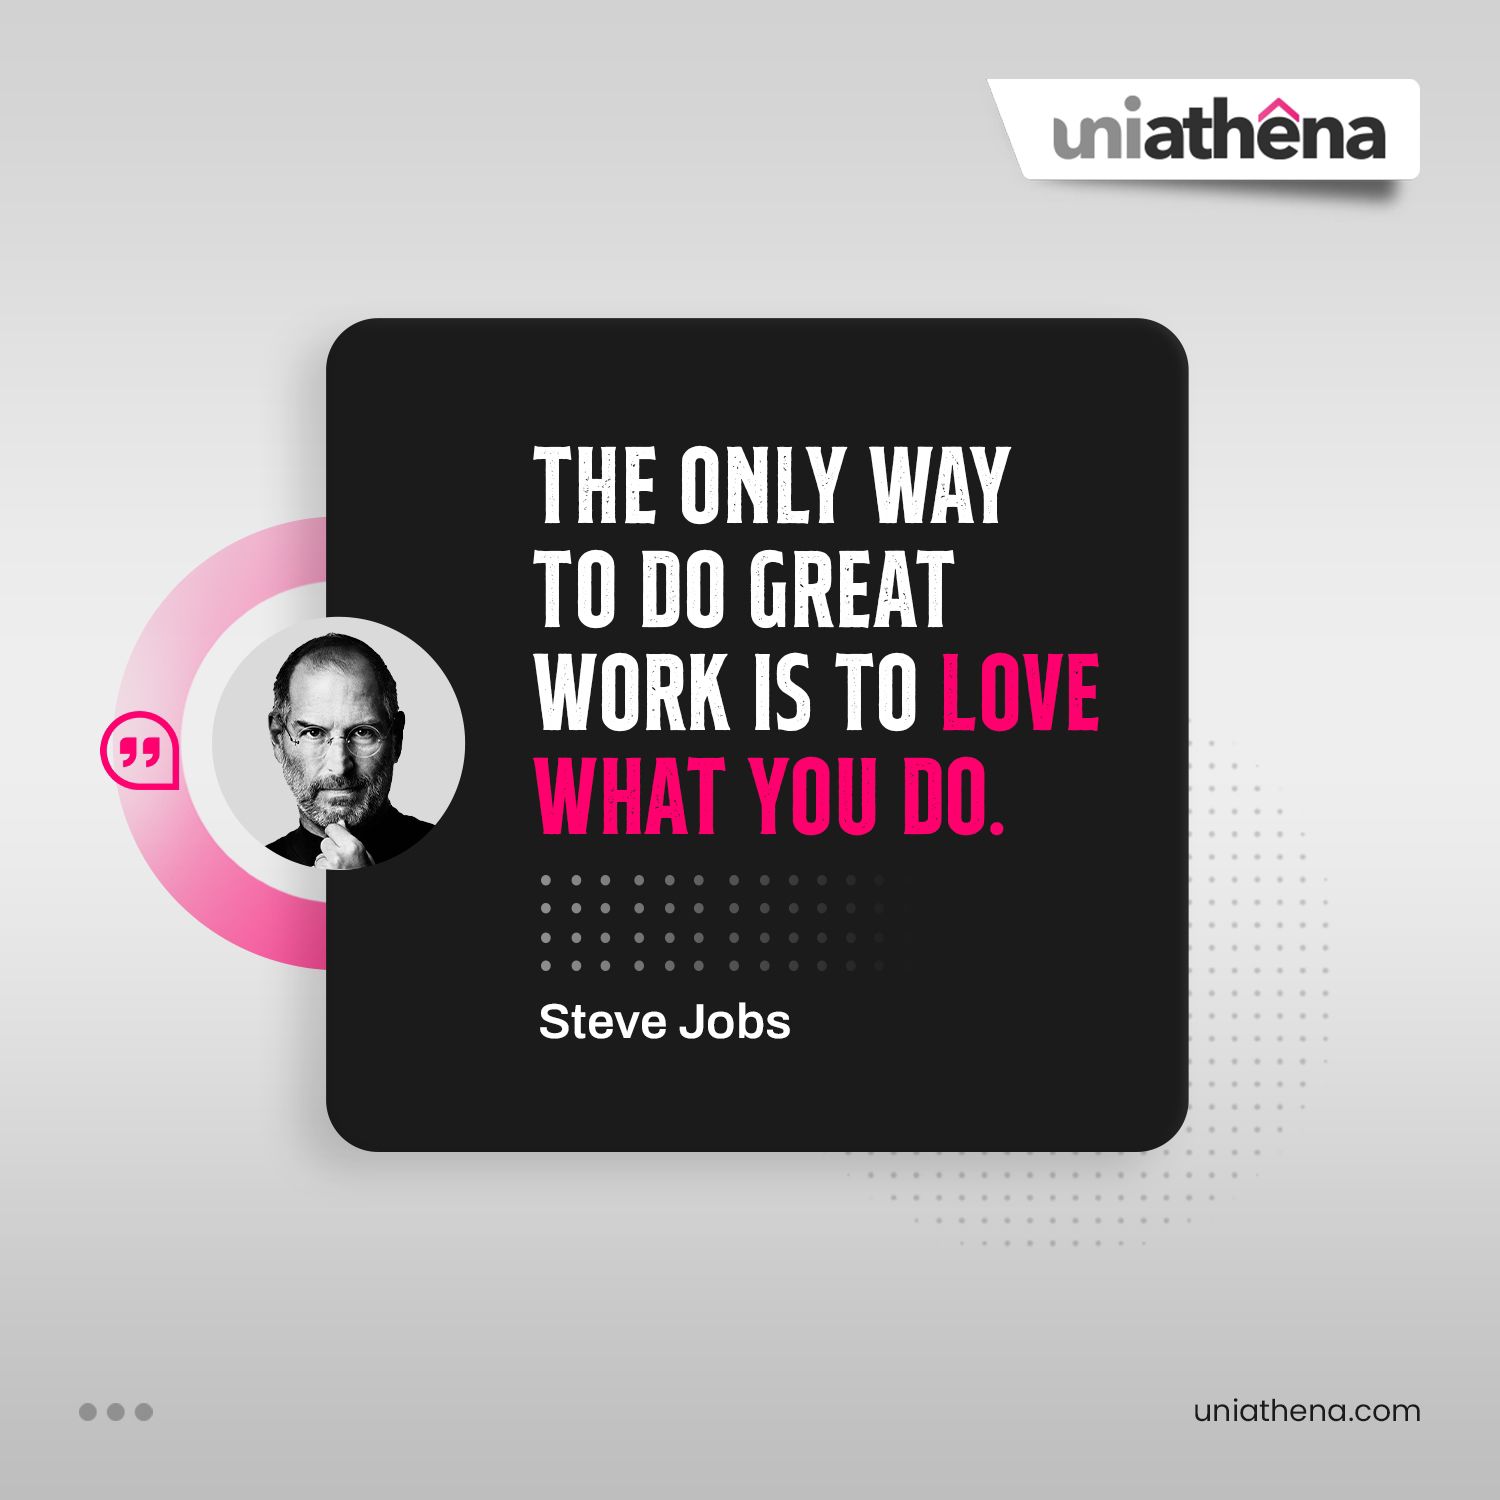 uniathena
THE ONLY WAY
TO DO GREAT
WORK IS TO LOVE
WHAT YOU DO.
Steve Jobs
uniathena.com